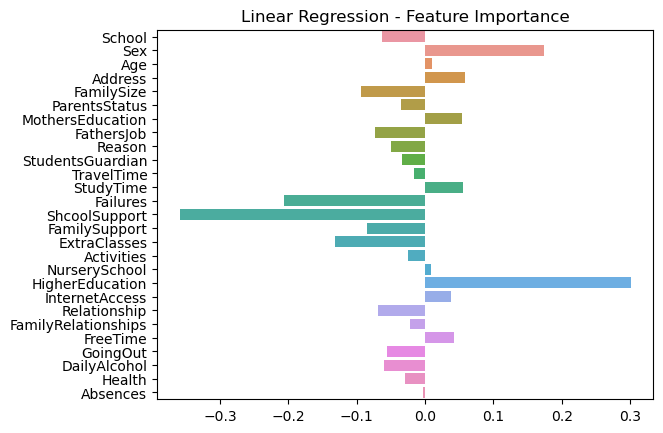 Linear Regression - Feature Importance
School
Sex
Age
Address
FamilySize
ParentsStatus
MothersEducation
FathersJob
Reason
StudentsGuardian
TravelTime
StudyTime
Failures
ShcoolSupport
FamilySupport
ExtraClasses
Activities
NurserySchool
HigherEducation
InternetAccess
Relationship
FamilyRelationships
FreeTime
GoingOut
DailyAlcohol
Health
Absences
−0.3 −0.2 −0.1 0.0 0.1 0.2 0.3